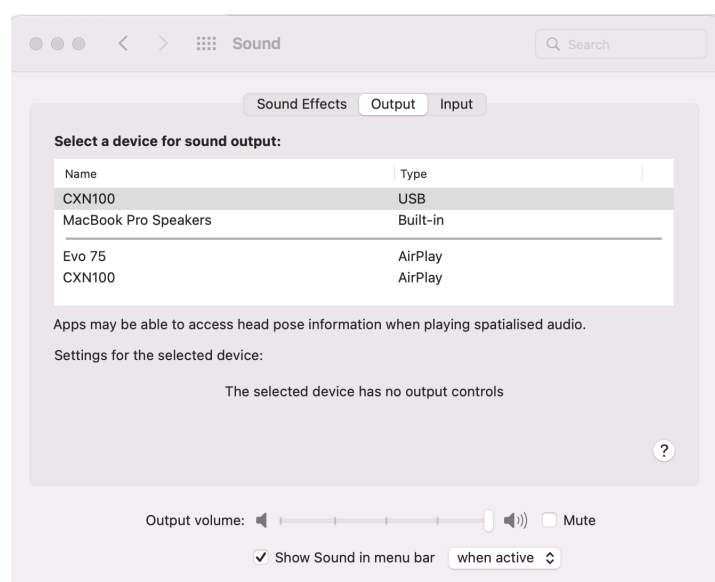 Sound
Search
Sound Effects Output Input
Select a device for sound output:
Name Type
CXN100 USB
MacBook Pro Speakers Built-in
Evo 75 AirPlay
CXN100 AirPlay
Apps may be able to access head pose information when playing spatialised audio.
Settings for the selected device:
The selected device has no output controls
?
Output volume: Mute
Show Sound in menu bar when active